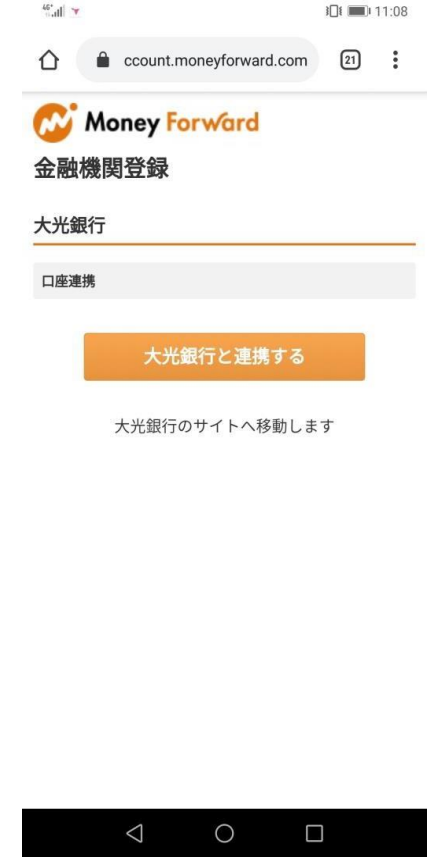 46
11:08
ccount.moneyforward.com
21
Money Forward
金融機関登録
大光銀行
口座連携
大光銀行と連携する
大光銀行のサイトへ移動します